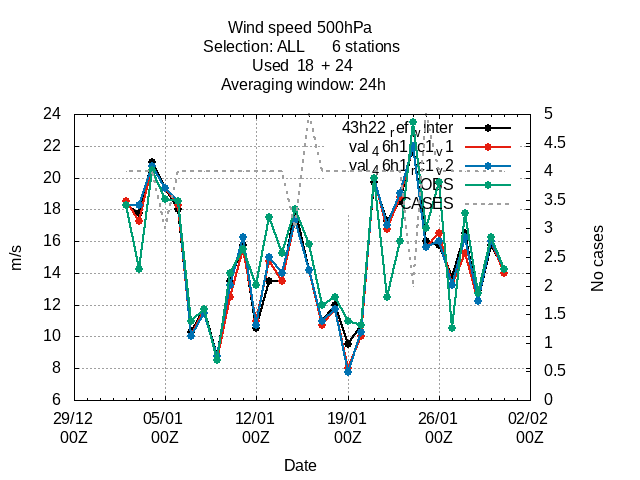 Wind speed 500hPa
Selection: ALL 6 stations
Used 18 + 24
Averaging window: 24h
24
22
20
18
16
14
12
10
8
6
m/s
5
4.5
4
3.5
3
2.5
2
1.5
1
0.5
0
No cases
43h22_ref_winter
val_46h1_rc1_v1
val_46h1_rc1_v2
OBS
CASES
29/12 05/01 12/01 19/01 26/01 02/02
00Z 00Z 00Z 00Z 00Z 00Z
Date